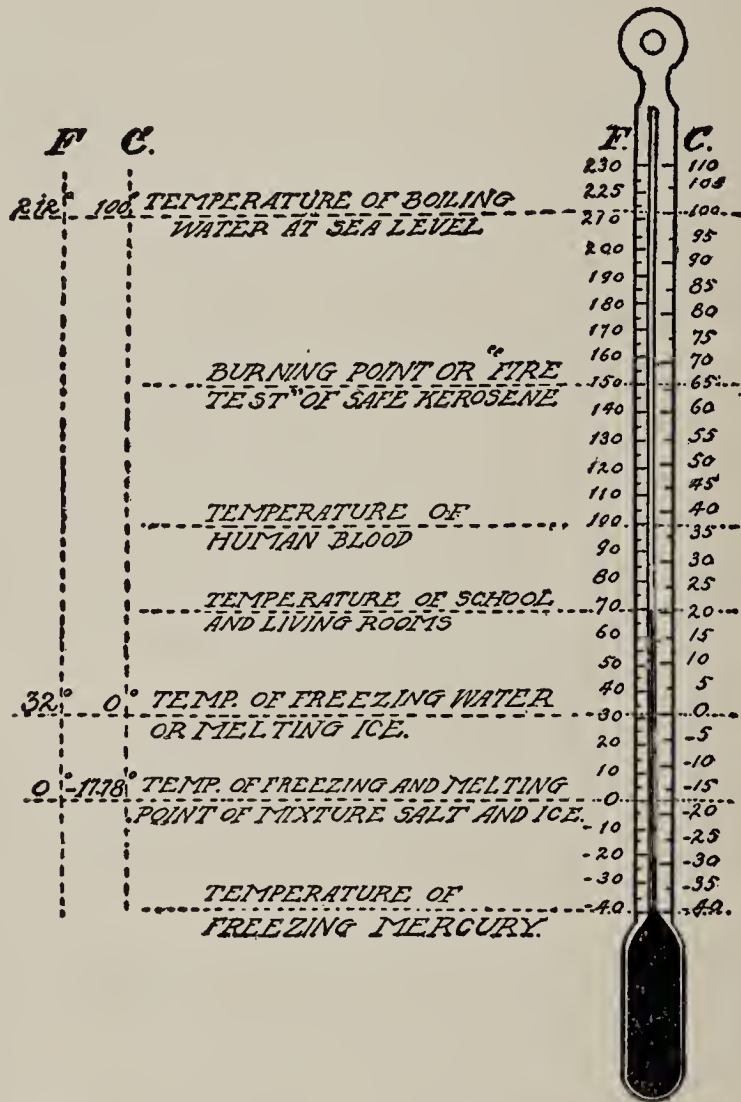 F C.
212° 100° TEMPERATURE OF BOILING
WATER AT SEA LEVEL
BURNING POINT OR "FIRE
TEST" OF SAFE KEROSENE
TEMPERATURE OF
HUMAN BLOOD
TEMPERATURE OF SCHOOL
AND LIVING ROOMS
32° 0° TEMP. OF FREEZING WATER
OR MELTING ICE.
0° -17.78° TEMP. OF FREEZING AND MELTING
POINT OF MIXTURE SALT AND ICE.
TEMPERATURE OF
FREEZING MERCURY.
F. C.
230 110
225 105
210 100
200 95
190 90
180 85
170 80
160 75
150 70
140 65
130 60
120 55
110 50
100 45
90 40
80 35
70 30
60 25
50 20
40 15
30 10
20 5
10 0
0 -5
-10 -10
-20 -15
-30 -20
-40 -25
-30
-35
-40.